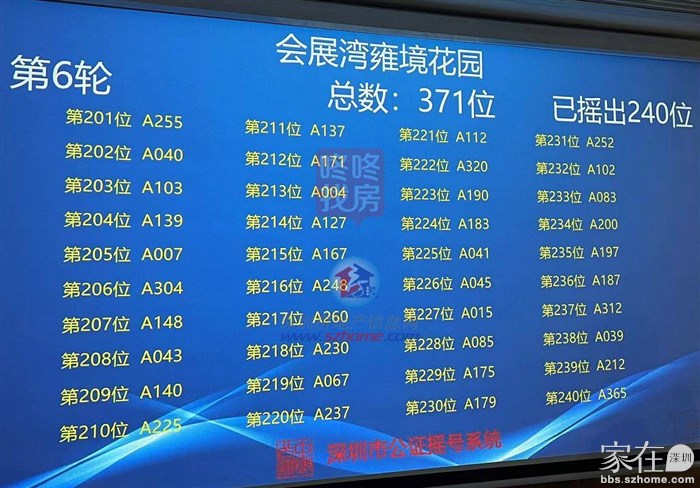 会展湾雍境花园
第6轮
总数：371位
已摇出240位
第201位 A255
第202位 A040
第203位 A103
第204位 A139
第205位 A007
第206位 A304
第207位 A148
第208位 A043
第209位 A140
第210位 A225
第211位 A137
第212位 A171
第213位 A004
第214位 A127
第215位 A167
第216位 A248
第217位 A260
第218位 A230
第219位 A067
第220位 A237
第221位 A112
第222位 A320
第223位 A190
第224位 A183
第225位 A041
第226位 A045
第227位 A015
第228位 A085
第229位 A175
第230位 A179
第231位 A252
第232位 A102
第233位 A083
第234位 A200
第235位 A197
第236位 A187
第237位 A312
第238位 A039
第239位 A212
第240位 A365
咚咚
找房
szhome.com
深圳市公证摇号系统
家在深圳
bbs.szhome.com